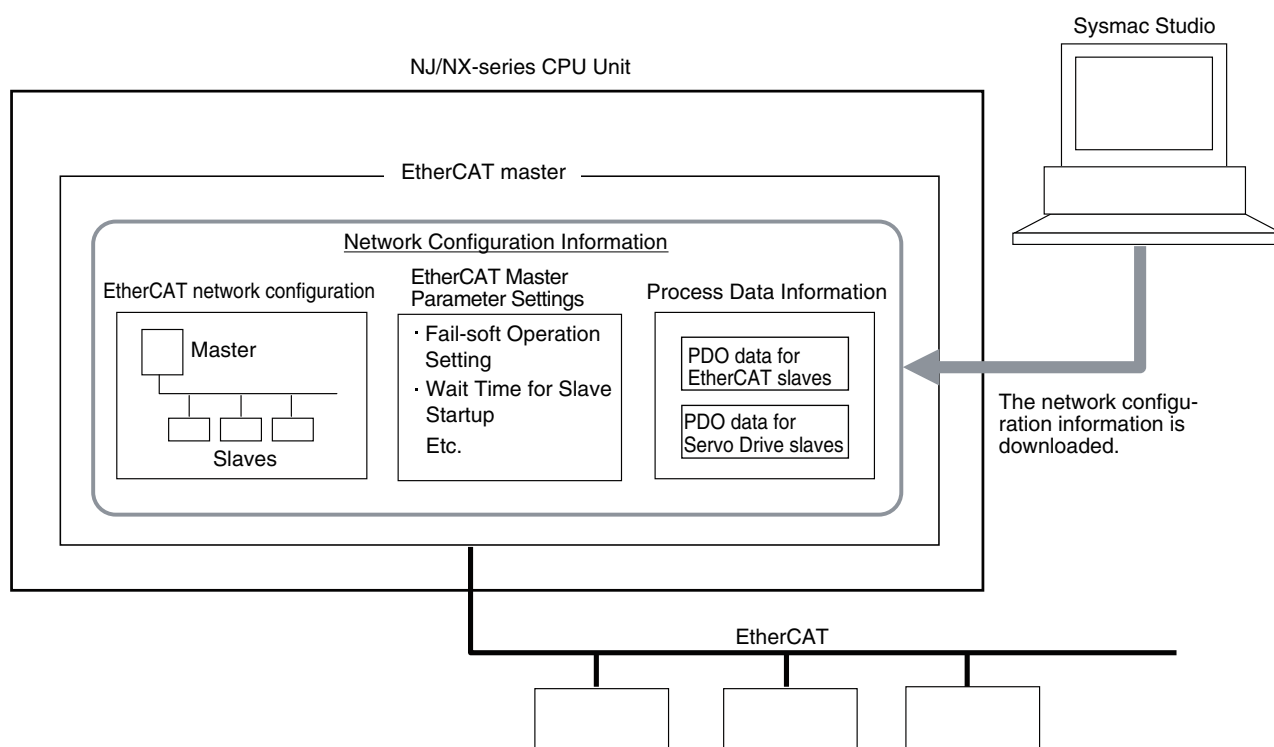 Sysmac Studio
NJ/NX-series CPU Unit
EtherCAT master
Network Configuration Information
EtherCAT network configuration
Master
Slaves
EtherCAT Master
Parameter Settings
· Fail-soft Operation
Setting
· Wait Time for Slave
Startup
Etc.
Process Data Information
PDO data for
EtherCAT slaves
PDO data for
Servo Drive slaves
The network configu-
ration information is
downloaded.
EtherCAT